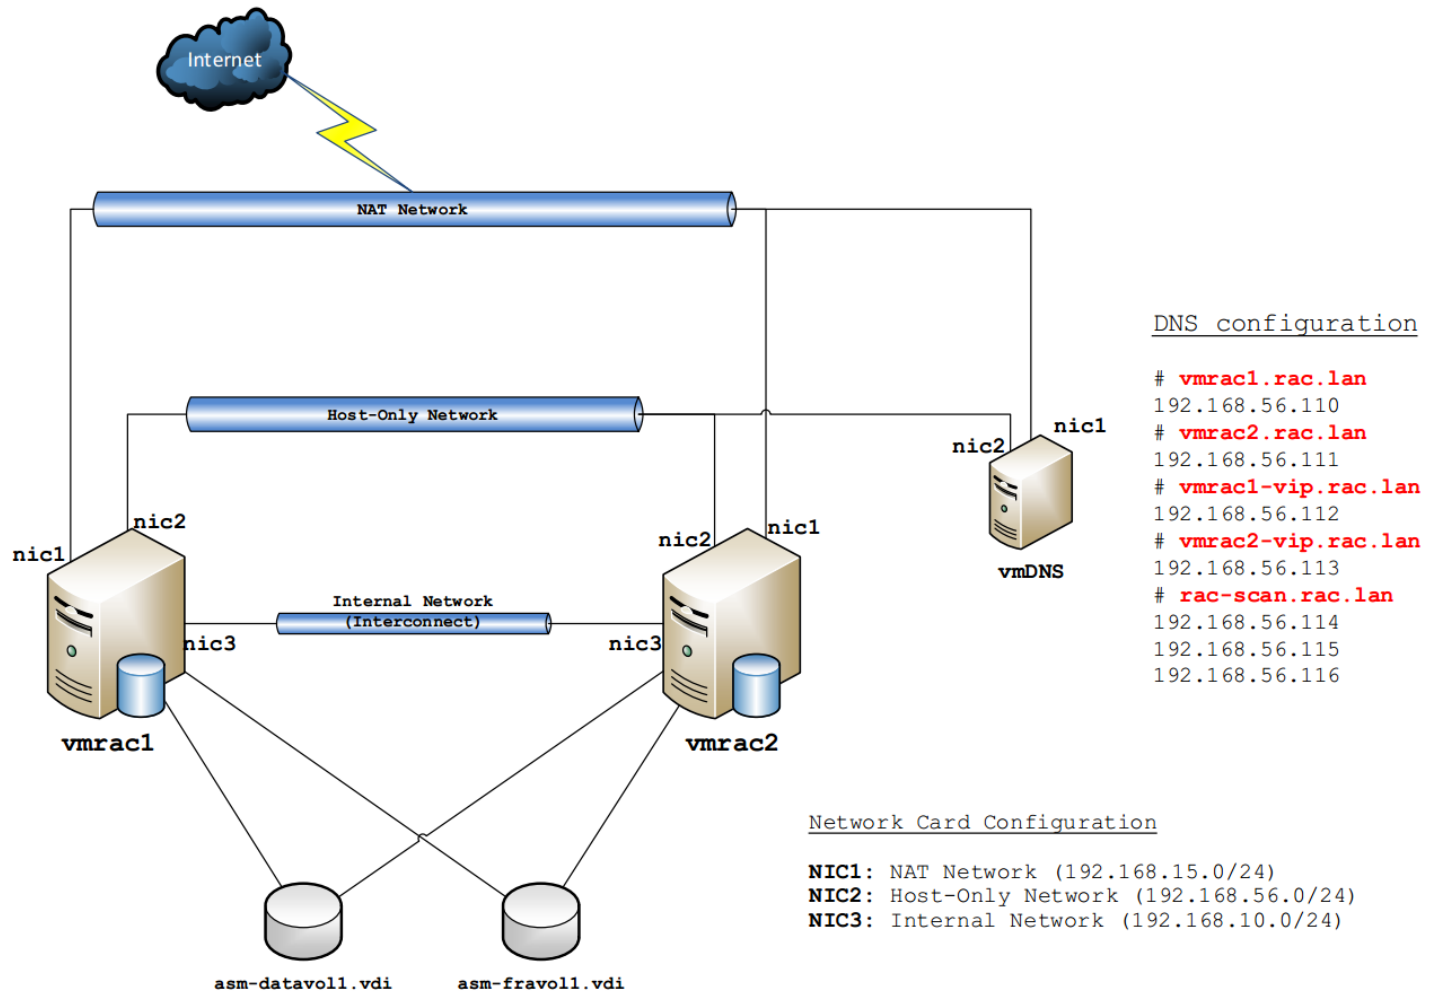 Internet
NAT Network
DNS configuration
# vmrac1.rac.lan
192.168.56.110
# vmrac2.rac.lan
192.168.56.111
# vmrac1-vip.rac.lan
192.168.56.112
# vmrac2-vip.rac.lan
192.168.56.113
# rac-scan.rac.lan
192.168.56.114
192.168.56.115
192.168.56.116
Host-Only Network
nic1
nic2
vmDNS
nic2
nic1
nic2
nic1
Internal Network
(Interconnect)
nic3
nic3
vmrac1
vmrac2
Network Card Configuration
NIC1: NAT Network (192.168.15.0/24)
NIC2: Host-Only Network (192.168.56.0/24)
NIC3: Internal Network (192.168.10.0/24)
asm-datavol1.vdi
asm-fravol1.vdi